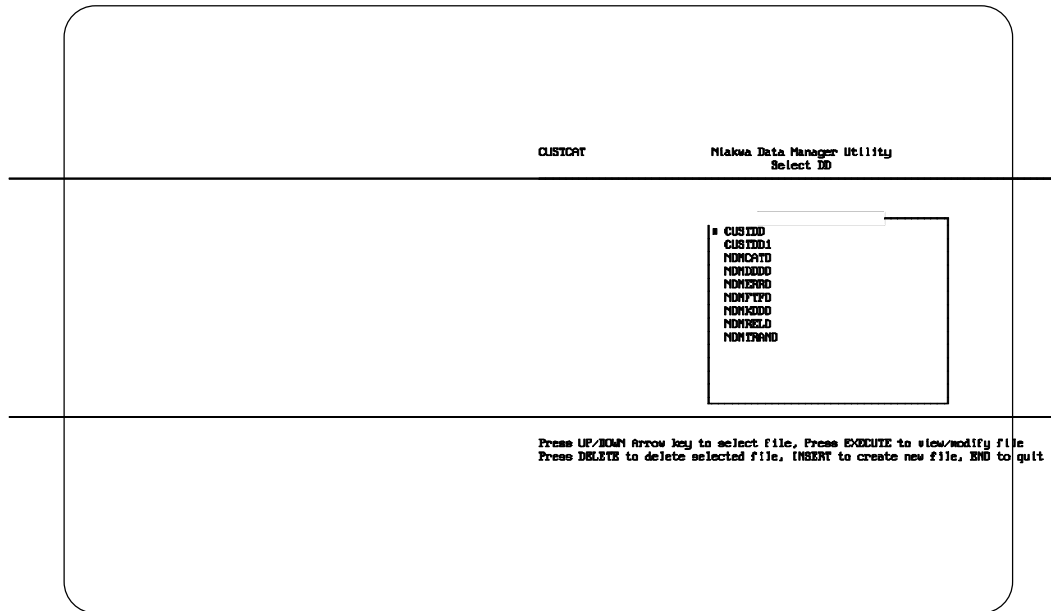 CUSTCAT Niakwa Data Manager Utility
Select DD
CUSTDD
CUSTDD1
NDMCATD
NDMDDDD
NDMERRD
NDMFTFD
NDMKDDD
NDMRELD
NDMTRAND
Press UP/DOWN Arrow key to select file, Press EXECUTE to view/modify file
Press DELETE to delete selected file, INSERT to create new file, END to quit